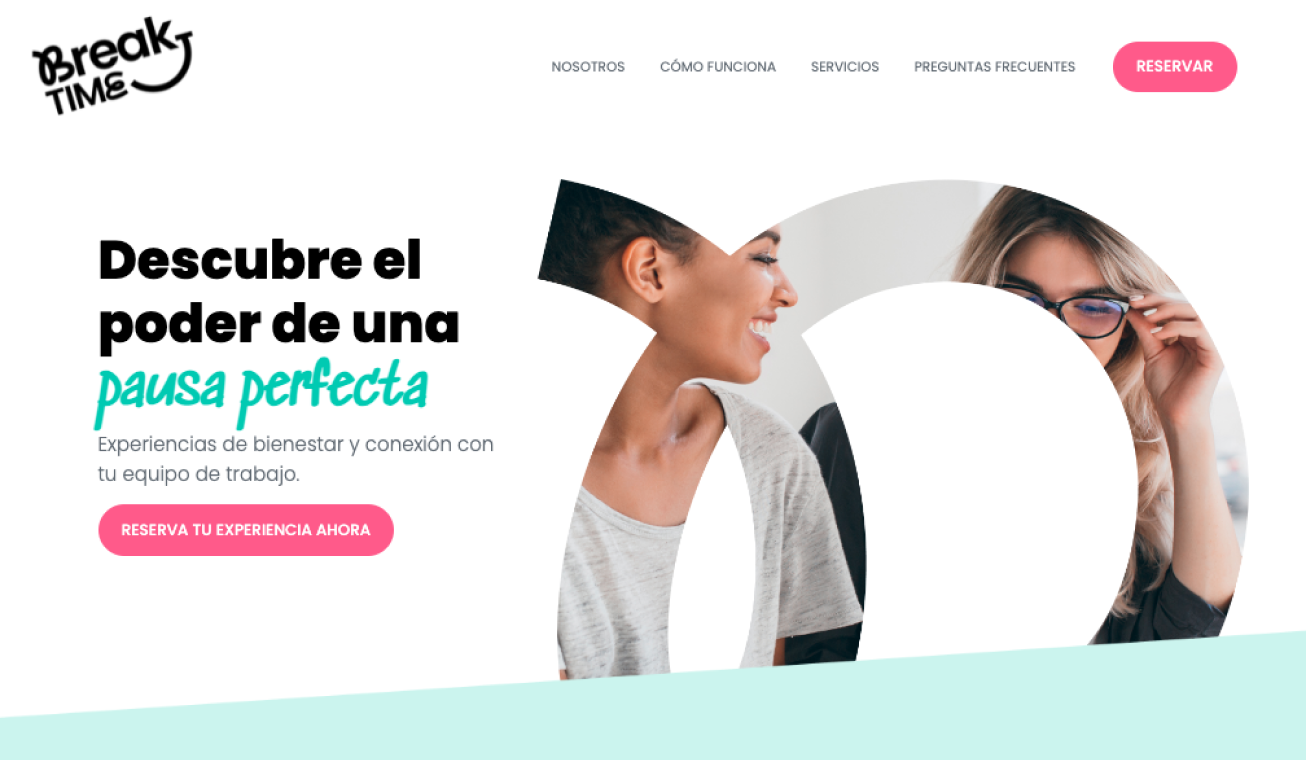 Break
TIME
NOSOTROS
CÓMO FUNCIONA
SERVICIOS
PREGUNTAS FRECUENTES
RESERVAR
Descubre el
poder de una
pausa perfecta
Experiencias de bienestar y conexión con
tu equipo de trabajo.
RESERVA TU EXPERIENCIA AHORA